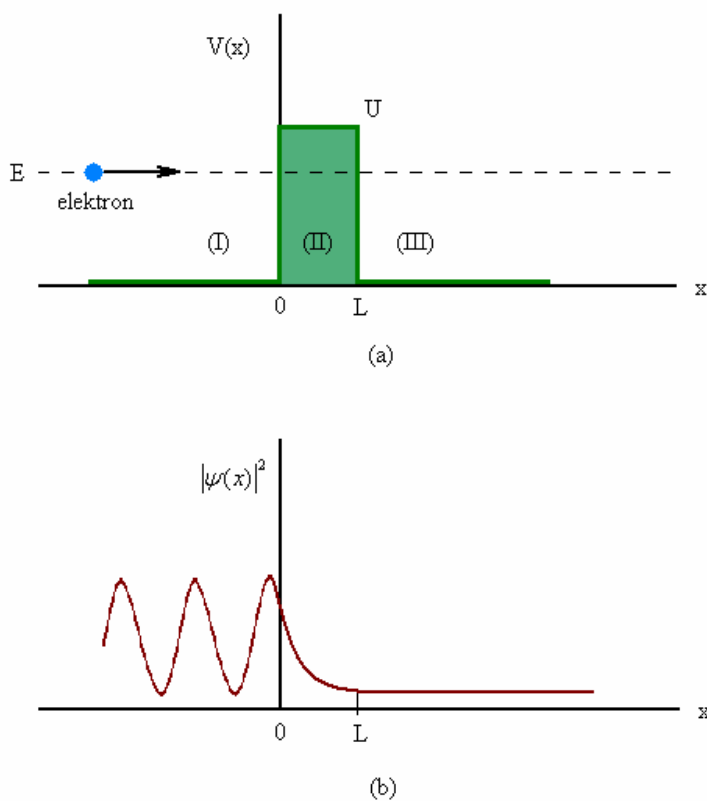 V(x)
U
E
elektron
(I) (II) (III)
x
0 L
(a)
|ψ(x)|²
x
0 L
(b)